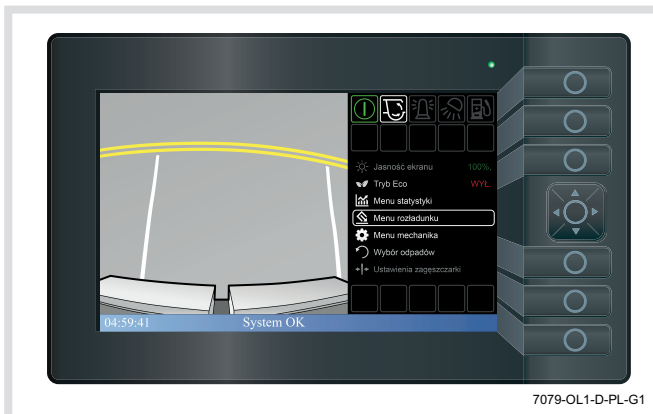 Jasność ekranu 100%,
Tryb Eco WYŁ,
Menu statystyki
Menu rozładunku
Menu mechanika
Wybór odpadów
Ustawienia zagęszczarki
04:59:41 System OK
7079-OL1-D-PL-G1